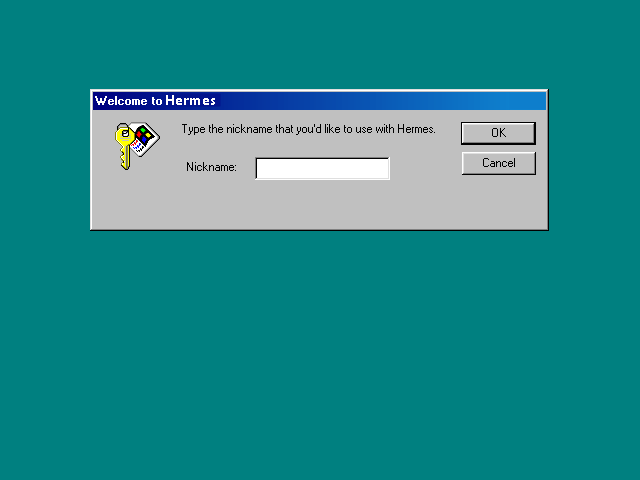 Welcome to Hermes
Type the nickname that you'd like to use with Hermes.
OK
Nickname:
Cancel